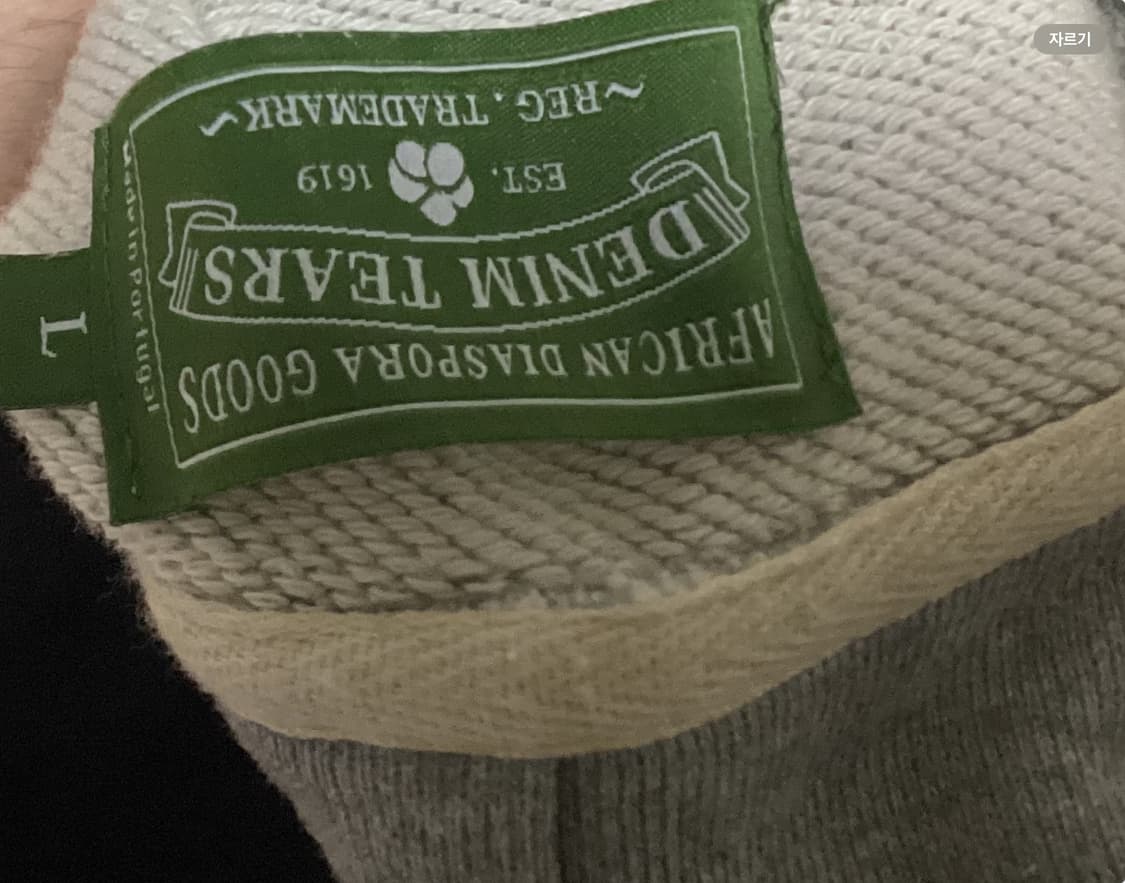 AFRICAN DIASPORA GOODS
DENIM TEARS
EST. 1619
~REG. TRADEMARK~
Made in Portugal
L
자르기